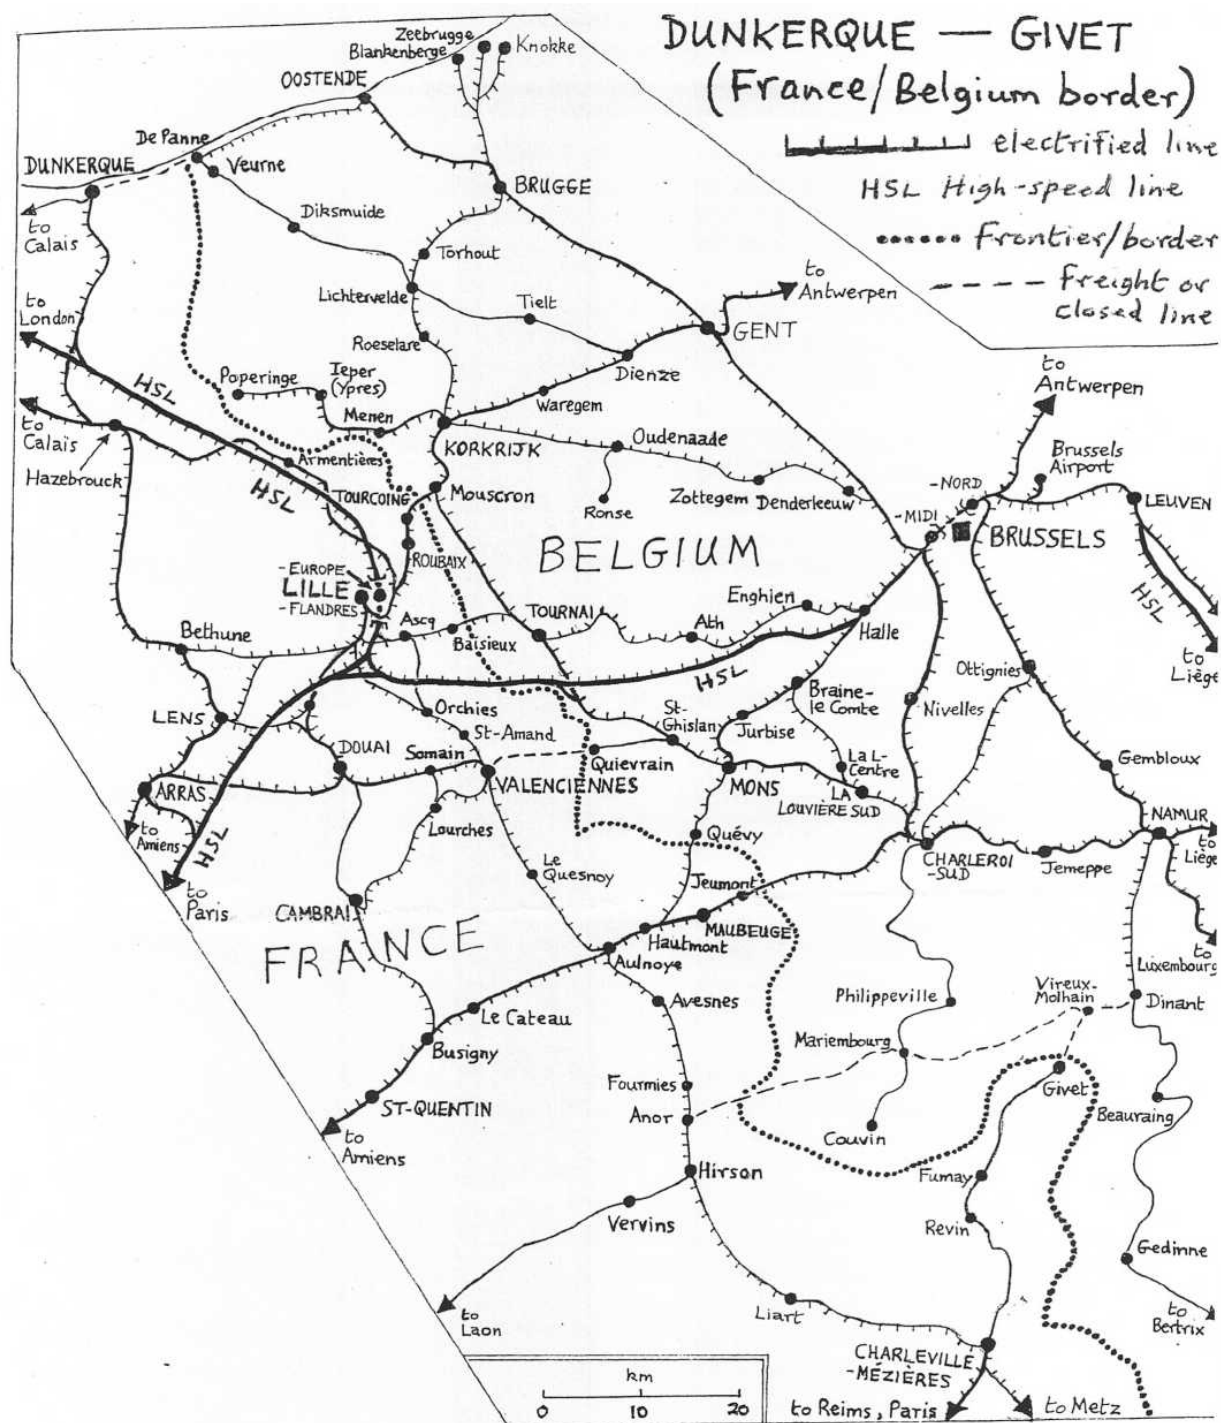 DUNKERQUE — GIVET
(France/Belgium border)
electrified line
HSL High-speed line
Frontier/border
freight or
closed line
Zeebrugge
Blankenberge
Knokke
OOSTENDE
De Panne
DUNKERQUE
Veurne
BRUGGE
to
Calais
Diksmuide
Torhout
to
Antwerpen
to
London
Lichtervelde
Tielt
GENT
Roeselare
HSL
Poperinge
Ieper
(Ypres)
Dienze
to
Antwerpen
Menen
Waregem
to
Calais
KORKRIJK
Oudenaade
Brussels
Airport
Hazebrouck
Armentières
HSL
TOURCOING
Mouscron
Zottegem
Denderleeuw
Ronse
-NORD
LEUVEN
-MIDI
BRUSSELS
BELGIUM
ROUBAIX
-EUROPE
LILLE
-FLANDRES
HSL
Enghien
Bethune
Ascq
Baisieux
TOURNAI
Ath
Halle
to
Liège
HSL
Ottignies
LENS
Orchies
St-Amand
St-
Ghislan
Jurbise
Braine-
le Comte
Nivelles
DOUAI
Somain
Quievrain
La L-
Centre
Gembloux
ARRAS
VALENCIENNES
MONS
LA
LOUVIÈRE SUD
to
Amiens
HSL
Lourches
Quévy
NAMUR
to
Liège
Le
Quesnoy
CHARLEROI
-SUD
Jemeppe
to
Paris
Jeumont
CAMBRAI
MAUBEUGE
Hautmont
FRANCE
Aulnoye
to
Luxembourg
Avesnes
Philippeville
Vireux-
Molhain
Dinant
Le Cateau
Mariembourg
Busigny
Fourmies
Givet
ST-QUENTIN
Anor
Beauraing
Couvin
to
Amiens
Hirson
Fumay
Vervins
Revin
Gedinne
to
Laon
Liart
to
Bertrix
CHARLEVILLE
-MÉZIÈRES
km
0 10 20
to Reims, Paris
to Metz